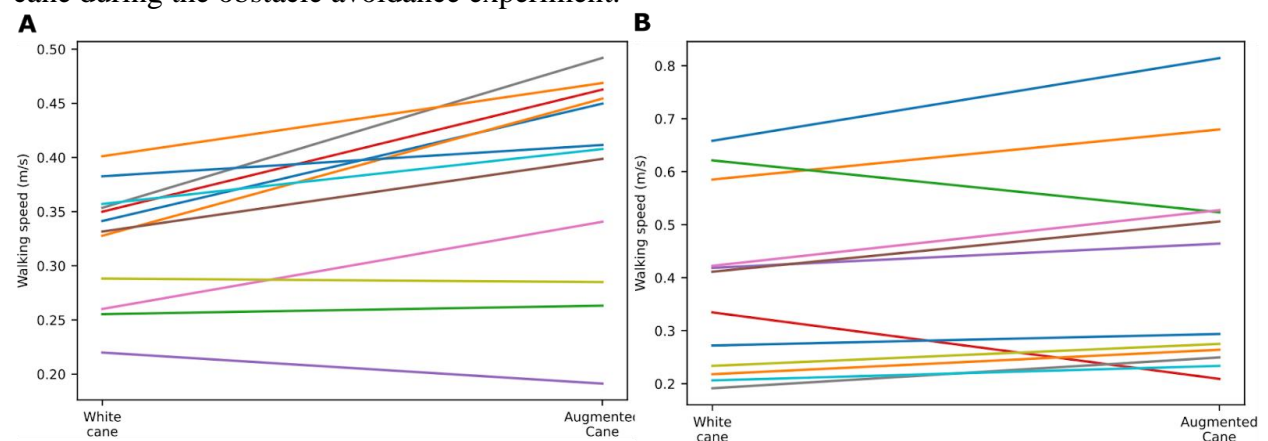 cane during the obstacle avoidance experiment.
A
B
0.50
0.45
0.40
0.35
0.30
0.25
0.20
Walking speed (m/s)
White
cane
Augmented
Cane
0.8
0.7
0.6
0.5
0.4
0.3
0.2
Walking speed (m/s)
White
cane
Augmented
Cane